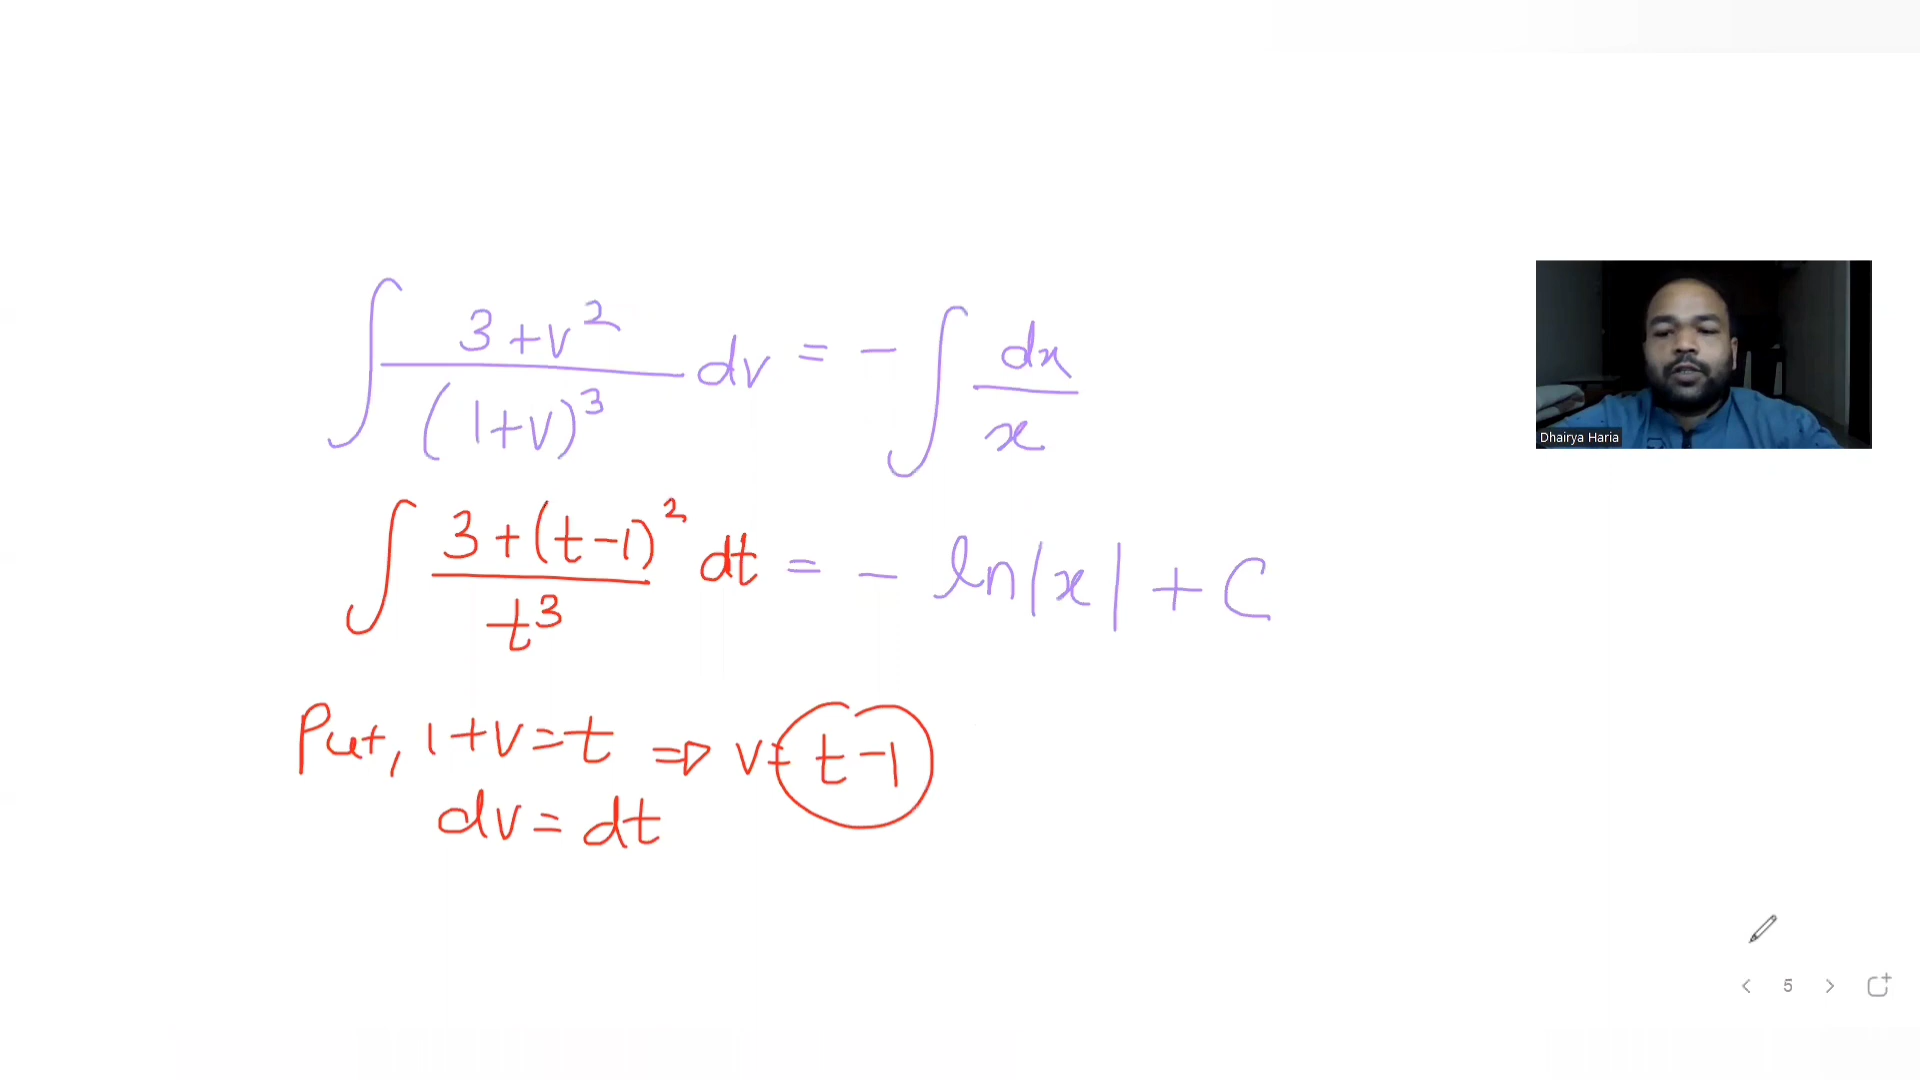 ∫ (3+v²)/(1+v)³ dv = - ∫ dx/x
∫ (3+(t-1)²)/t³ dt = - ln|x| + C
Put, 1+v=t ⇒ v=t-1
dv = dt
Dhairya Haria
5